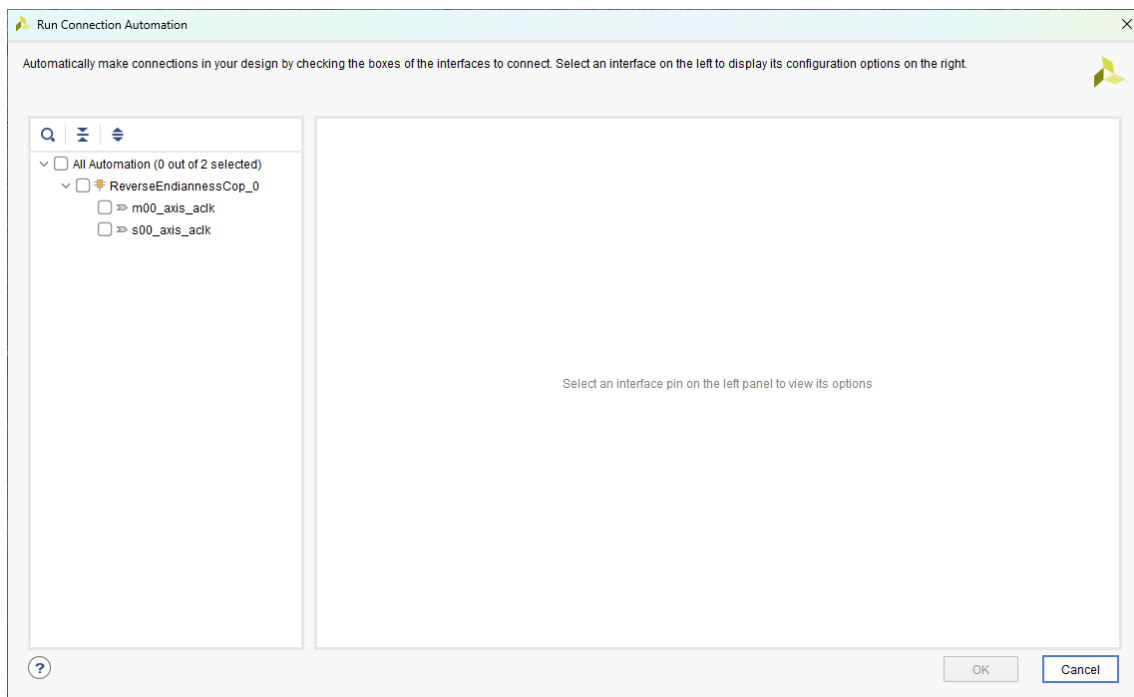 Run Connection Automation
Automatically make connections in your design by checking the boxes of the interfaces to connect. Select an interface on the left to display its configuration options on the right.
All Automation (0 out of 2 selected)
ReverseEndiannessCop_0
m00_axis_aclk
s00_axis_aclk
Select an interface pin on the left panel to view its options
?
OK
Cancel